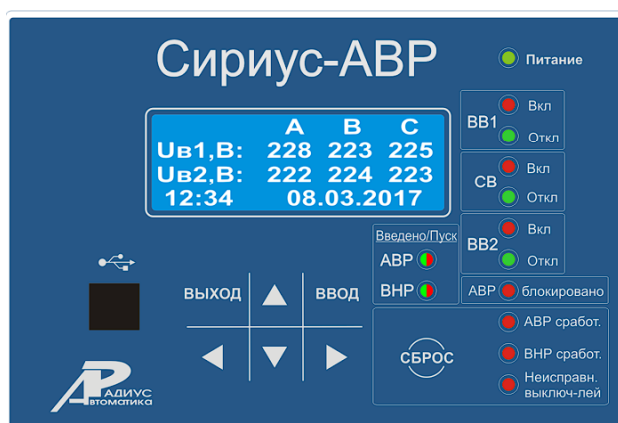 Сириус-АВР
Питание
A B C
Uв1,В: 228 223 225
Uв2,В: 222 224 223
12:34 08.03.2017
ВВ1
Вкл
Откл
СВ
Вкл
Откл
ВВ2
Вкл
Откл
Введено/Пуск
АВР
ВНР
АВР блокировано
ВЫХОД
ВВОД
СБРОС
АВР сработ.
ВНР сработ.
Неисправн.
выключ-лей
РАДИУС
Автоматика